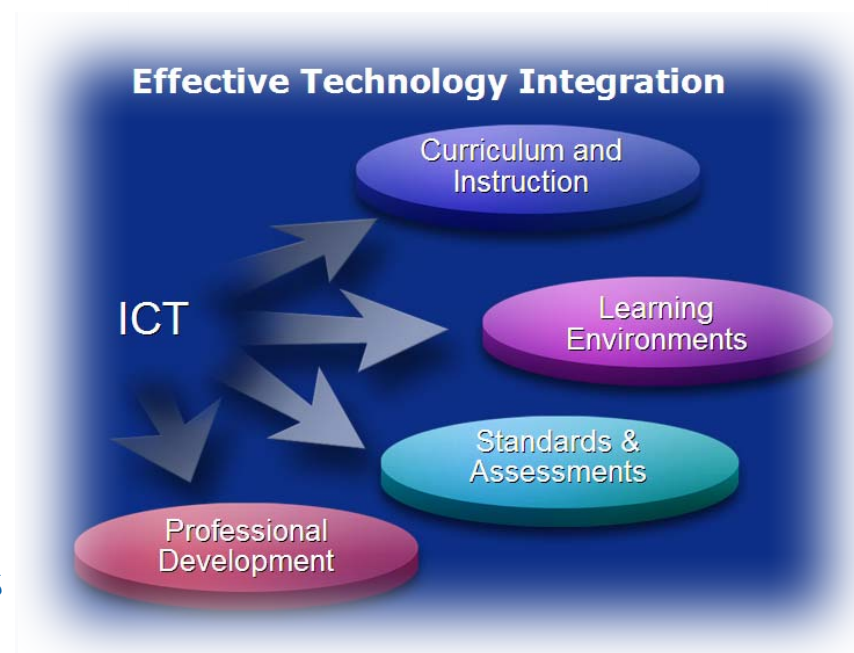 Effective Technology Integration
Curriculum and
Instruction
ICT
Learning
Environments
Standards &
Assessments
Professional
Development